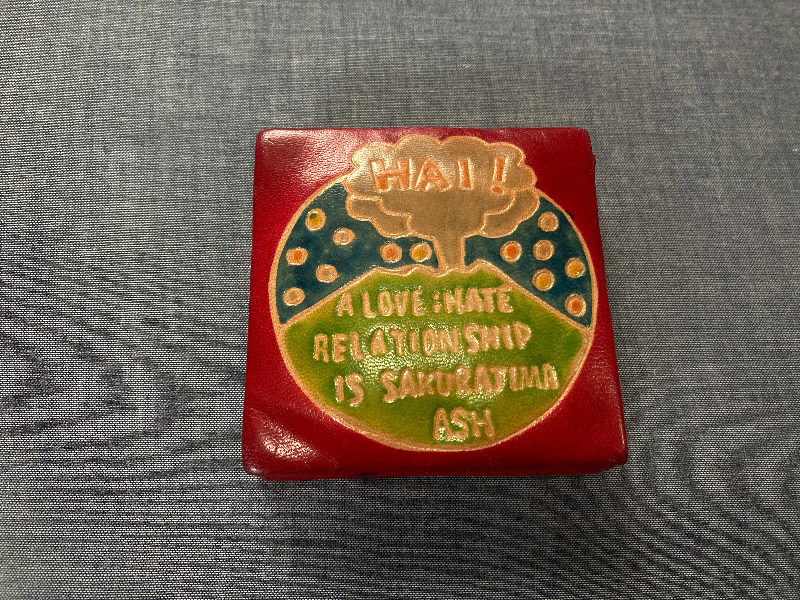 HAI!
A LOVE:HATE
RELATIONSHIP
IS SAKURAJIMA
ASH